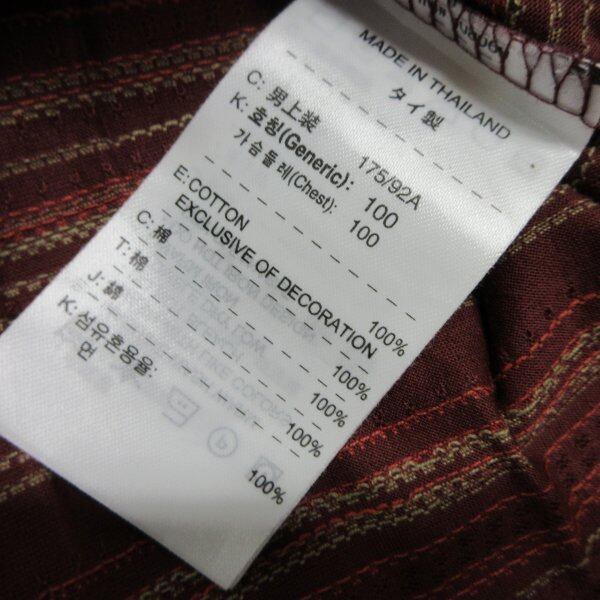 MADE IN THAILAND
タイ製
C: 男上装 175/92A
K: 호칭(Generic): 100
가슴둘레(Chest): 100
E: COTTON 100%
EXCLUSIVE OF DECORATION
C: 棉 100%
T: 棉 100%
J: 綿 100%
K: 섬유혼용율:
면 100%